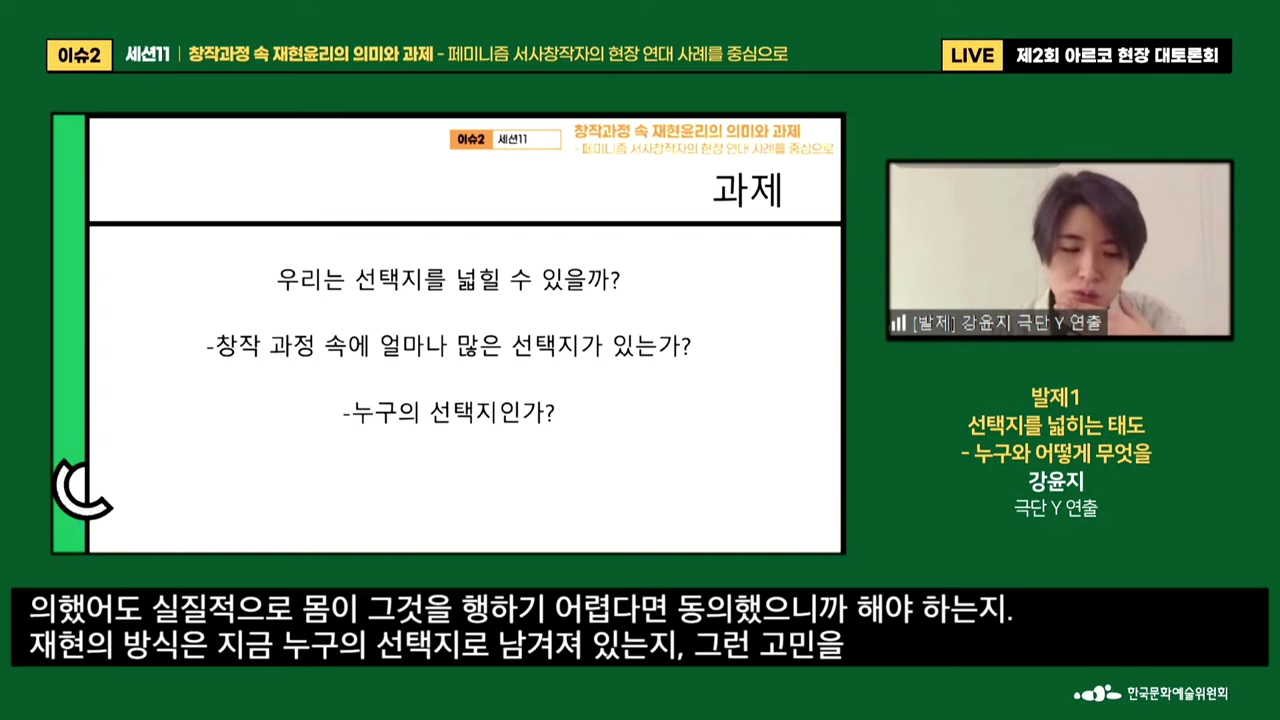 이슈2 세션11 | 창작과정 속 재현윤리의 의미와 과제 - 페미니즘 서사창작자의 현장 연대 사례를 중심으로
LIVE 제2회 아르코 현장 대토론회
이슈2 세션11
창작과정 속 재현윤리의 의미와 과제
- 페미니즘 서사창작자의 현장 연대 사례를 중심으로
과제
우리는 선택지를 넓힐 수 있을까?
-창작 과정 속에 얼마나 많은 선택지가 있는가?
-누구의 선택지인가?
[발제] 강윤지 극단 Y 연출
발제1
선택지를 넓히는 태도
- 누구와 어떻게 무엇을
강윤지
극단 Y 연출
의했어도 실질적으로 몸이 그것을 행하기 어렵다면 동의했으니까 해야 하는지.
재현의 방식은 지금 누구의 선택지로 남겨져 있는지, 그런 고민을
한국문화예술위원회